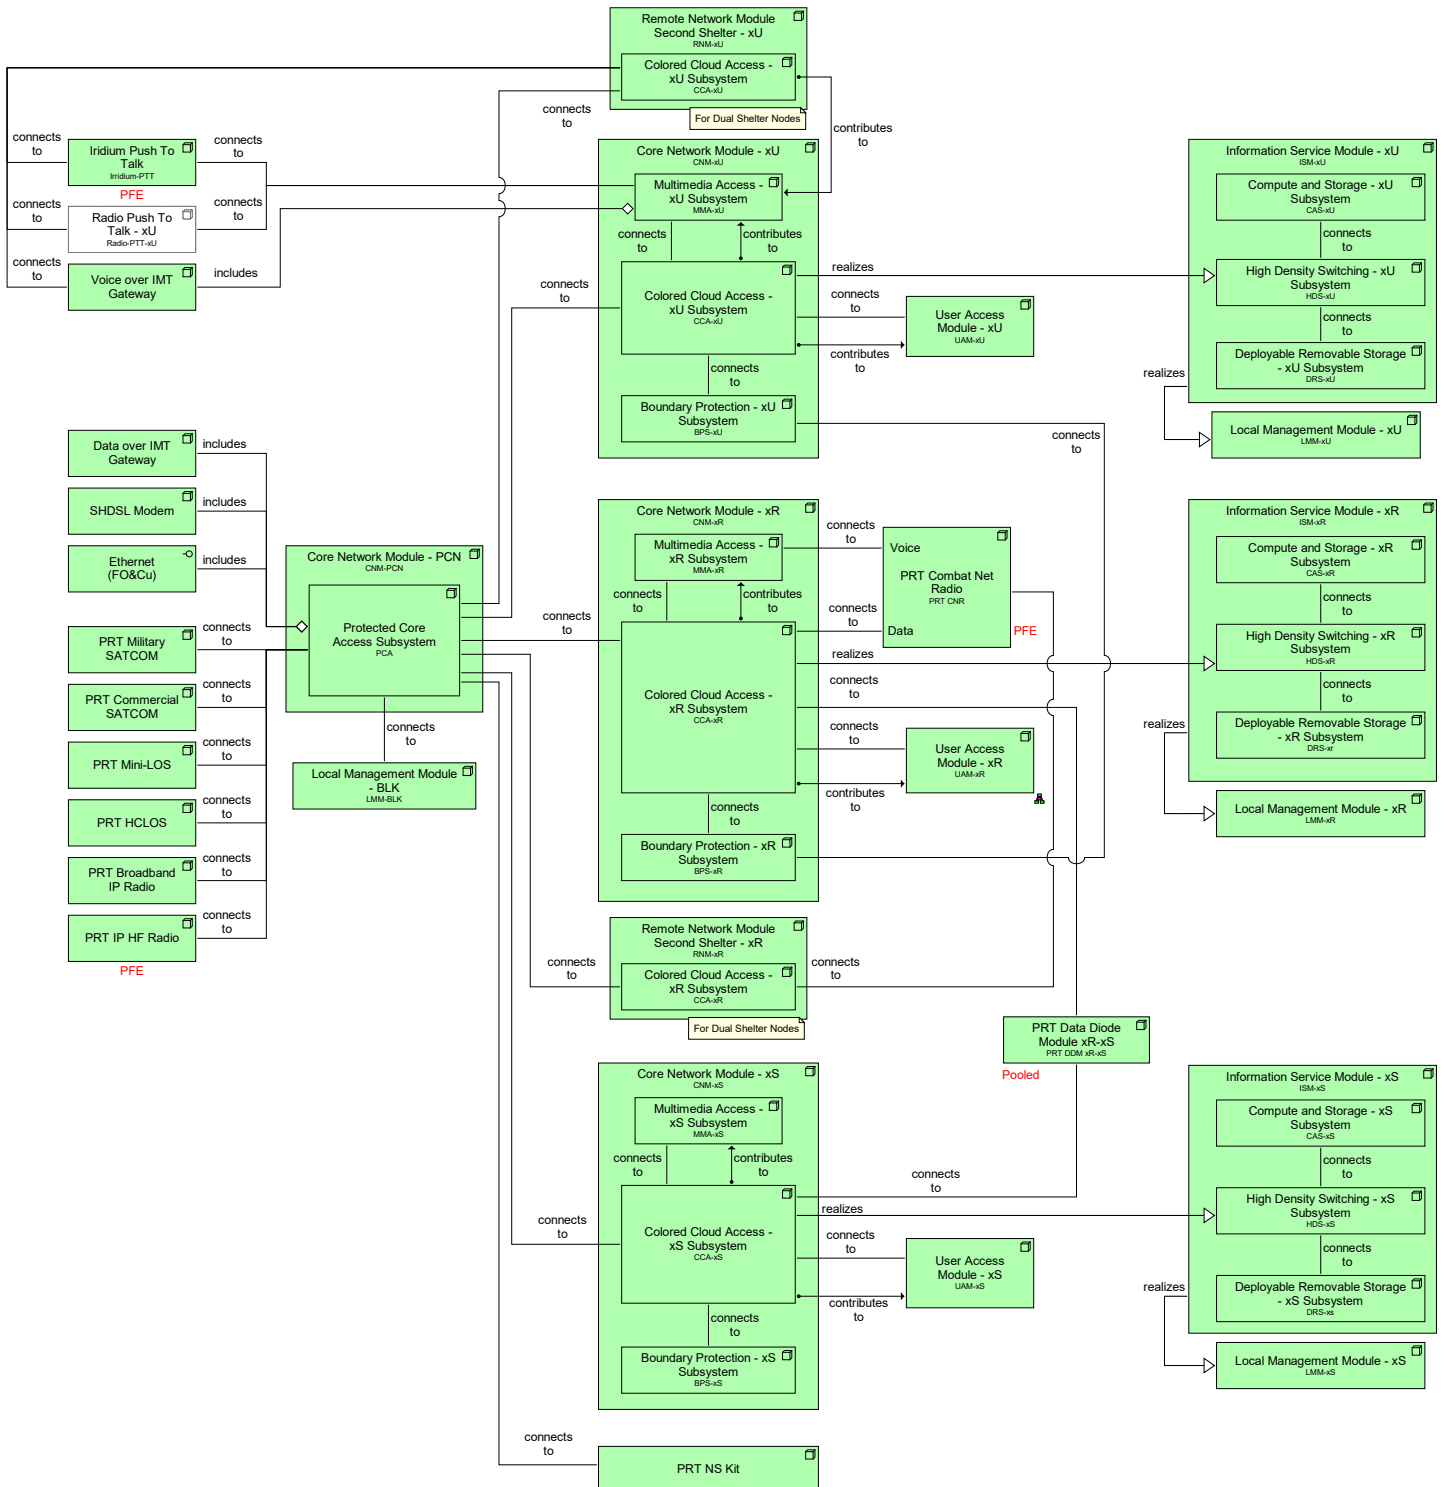 Remote Network Module
Second Shelter - xU
RNM-xU
Colored Cloud Access -
xU Subsystem
CCA-xU
For Dual Shelter Nodes
connects
to
contributes
to
connects
to
Iridium Push To
Talk
Irridium-PTT
PFE
connects
to
connects
to
Radio Push To
Talk - xU
Radio-PTT-xU
connects
to
connects
to
Voice over IMT
Gateway
includes
Core Network Module - xU
CNM-xU
Multimedia Access -
xU Subsystem
MMA-xU
connects
to
contributes
to
Colored Cloud Access -
xU Subsystem
CCA-xU
connects
to
connects
to
Boundary Protection - xU
Subsystem
BPS-xU
realizes
connects
to
contributes
to
User Access
Module - xU
UAM-xU
connects
to
Information Service Module - xU
ISM-xU
Compute and Storage - xU
Subsystem
CAS-xU
connects
to
High Density Switching - xU
Subsystem
HDS-xU
connects
to
Deployable Removable Storage
- xU Subsystem
DRS-xU
realizes
Local Management Module - xU
LMM-xU
Data over IMT
Gateway
includes
SHDSL Modem
includes
Ethernet
(FO&Cu)
includes
PRT Military
SATCOM
connects
to
PRT Commercial
SATCOM
connects
to
PRT Mini-LOS
connects
to
PRT HCLOS
connects
to
PRT Broadband
IP Radio
connects
to
PRT IP HF Radio
connects
to
PFE
Core Network Module - PCN
CNM-PCN
Protected Core
Access Subsystem
PCA
connects
to
Local Management Module
- BLK
LMM-BLK
connects
to
Core Network Module - xR
CNM-xR
Multimedia Access -
xR Subsystem
MMA-xR
connects
to
contributes
to
Colored Cloud Access -
xR Subsystem
CCA-xR
connects
to
Boundary Protection - xR
Subsystem
BPS-xR
connects
to
Voice
PRT Combat Net
Radio
PRT CNR
connects
to
Data
PFE
realizes
connects
to
connects
to
contributes
to
User Access
Module - xR
UAM-xR
Information Service Module - xR
ISM-xR
Compute and Storage - xR
Subsystem
CAS-xR
connects
to
High Density Switching - xR
Subsystem
HDS-xR
connects
to
Deployable Removable Storage
- xR Subsystem
DRS-xr
realizes
Local Management Module - xR
LMM-xR
Remote Network Module
Second Shelter - xR
RNM-xR
Colored Cloud Access -
xR Subsystem
CCA-xR
For Dual Shelter Nodes
connects
to
connects
to
PRT Data Diode
Module xR-xS
PRT DDM xR-xS
Pooled
Core Network Module - xS
CNM-xS
Multimedia Access -
xS Subsystem
MMA-xS
connects
to
contributes
to
Colored Cloud Access -
xS Subsystem
CCA-xS
connects
to
connects
to
Boundary Protection - xS
Subsystem
BPS-xS
connects
to
realizes
connects
to
contributes
to
User Access
Module - xS
UAM-xS
Information Service Module - xS
ISM-xS
Compute and Storage - xS
Subsystem
CAS-xS
connects
to
High Density Switching - xS
Subsystem
HDS-xS
connects
to
Deployable Removable Storage
- xS Subsystem
DRS-xs
realizes
Local Management Module - xS
LMM-xS
connects
to
PRT NS Kit